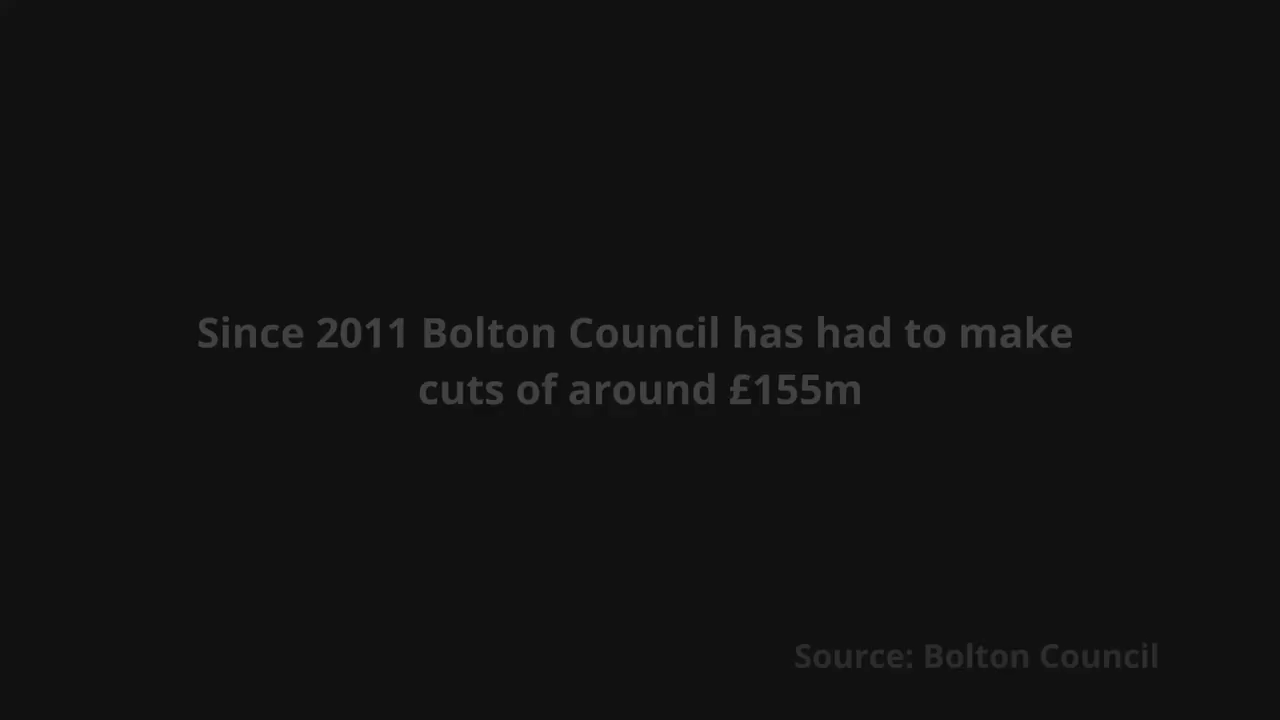 Since 2011 Bolton Council has had to make
cuts of around £155m
Source: Bolton Council